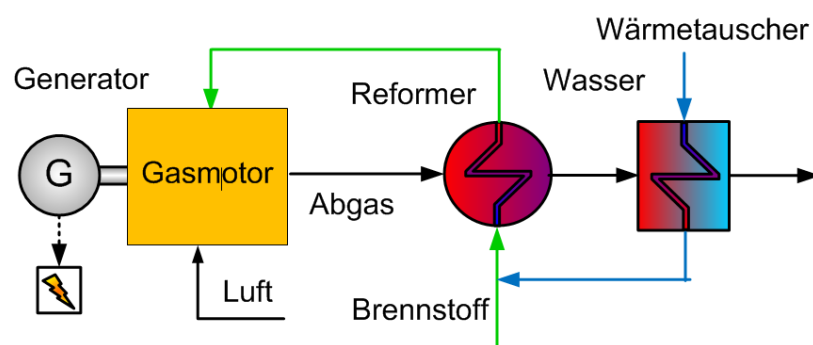 Wärmetauscher
Generator
Reformer
Wasser
G
Gasmotor
Abgas
Luft
Brennstoff